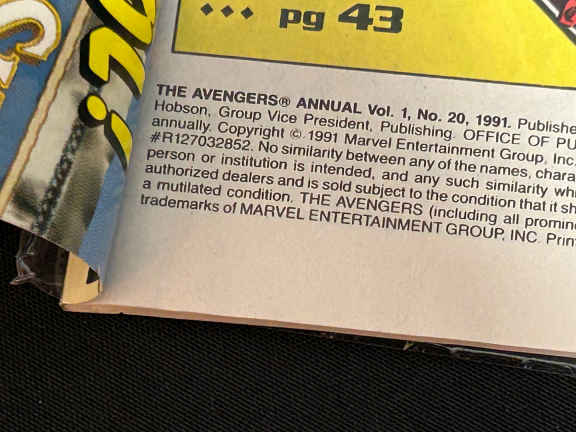 pg 43
THE AVENGERS® ANNUAL Vol. 1, No. 20, 1991. Publishe
Hobson, Group Vice President, Publishing. OFFICE OF PU
annually. Copyright © 1991 Marvel Entertainment Group, Inc.
#R127032852. No similarity between any of the names, chara
person or institution is intended, and any such similarity whi
authorized dealers and is sold subject to the condition that it sh
a mutilated condition. THE AVENGERS (including all promine
trademarks of MARVEL ENTERTAINMENT GROUP, INC. Prin